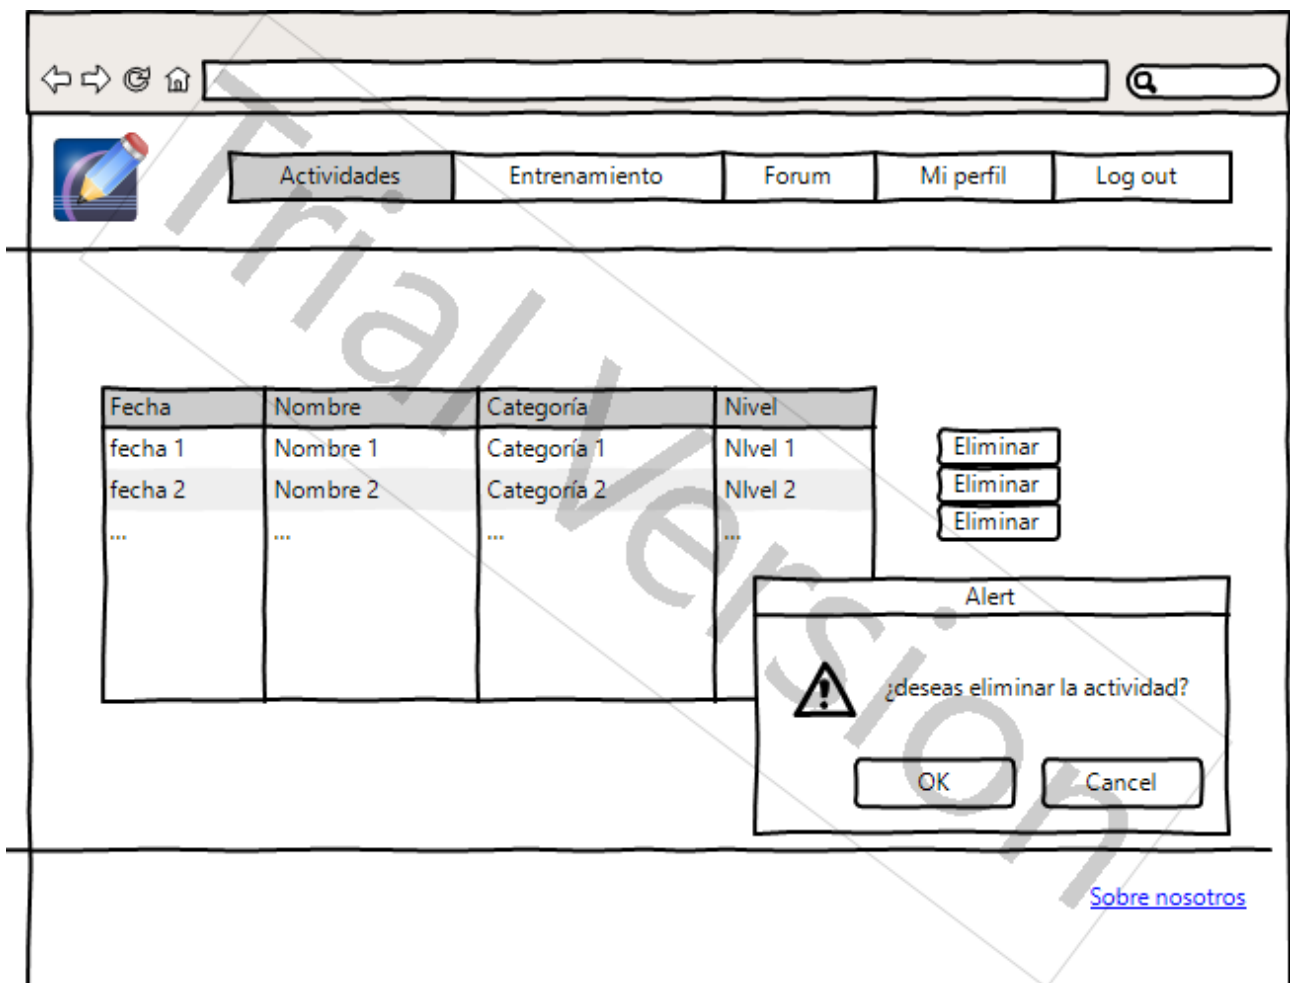 Actividades Entrenamiento Forum Mi perfil Log out
Fecha Nombre Categoría Nivel
fecha 1 Nombre 1 Categoría 1 NIvel 1 Eliminar
fecha 2 Nombre 2 Categoría 2 NIvel 2 Eliminar
... ... ... ... Eliminar
Alert
¿deseas eliminar la actividad?
OK Cancel
Sobre nosotros
Trial Version